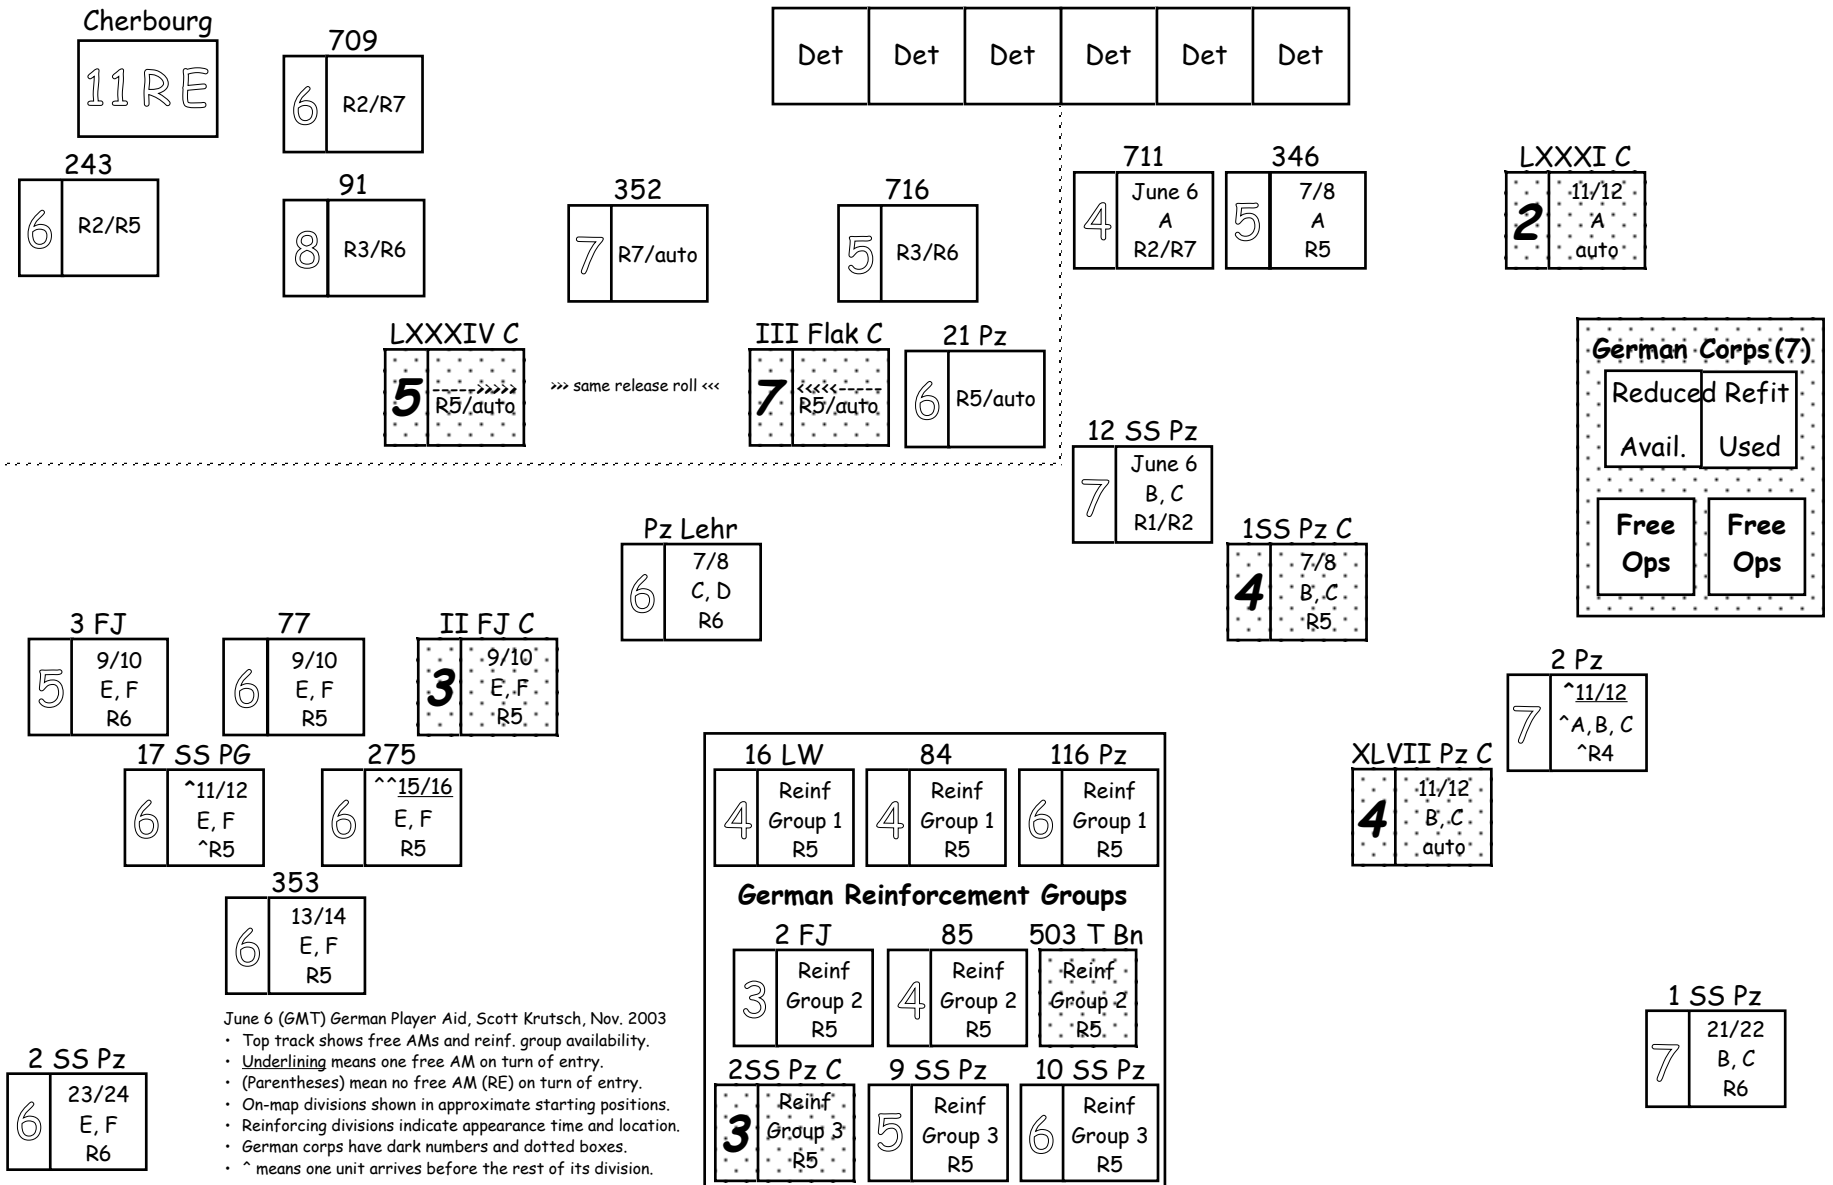 Cherbourg
11 RE
709
6
R2/R7
Det Det Det Det Det Det
243
6
R2/R5
91
8
R3/R6
352
7
R7/auto
716
5
R3/R6
711
4
June 6
A
R2/R7
346
5
7/8
A
R5
LXXXI C
2
11/12
A
auto
LXXXIV C
5
----->>>>>
R5/auto
>>> same release roll <<<
III Flak C
7
<<<<<-----
R5/auto
21 Pz
6
R5/auto
German Corps (7)
Reduced Refit
Avail. Used
Free
Ops
Free
Ops
12 SS Pz
7
June 6
B, C
R1/R2
Pz Lehr
6
7/8
C, D
R6
1SS Pz C
4
7/8
B, C
R5
3 FJ
5
9/10
E, F
R6
77
6
9/10
E, F
R5
II FJ C
3
9/10
E, F
R5
2 Pz
7
^11/12
^A, B, C
^R4
17 SS PG
6
^11/12
E, F
^R5
275
6
^^15/16
E, F
R5
XLVII Pz C
4
11/12
B, C
auto
353
6
13/14
E, F
R5
16 LW
4
Reinf
Group 1
R5
84
4
Reinf
Group 1
R5
116 Pz
6
Reinf
Group 1
R5
German Reinforcement Groups
2 FJ
3
Reinf
Group 2
R5
85
4
Reinf
Group 2
R5
503 T Bn
Reinf
Group 2
R5
2SS Pz C
3
Reinf
Group 3
R5
9 SS Pz
5
Reinf
Group 3
R5
10 SS Pz
6
Reinf
Group 3
R5
1 SS Pz
7
21/22
B, C
R6
2 SS Pz
6
23/24
E, F
R6
June 6 (GMT) German Player Aid, Scott Krutsch, Nov. 2003
• Top track shows free AMs and reinf. group availability.
• Underlining means one free AM on turn of entry.
• (Parentheses) mean no free AM (RE) on turn of entry.
• On-map divisions shown in approximate starting positions.
• Reinforcing divisions indicate appearance time and location.
• German corps have dark numbers and dotted boxes.
• ^ means one unit arrives before the rest of its division.